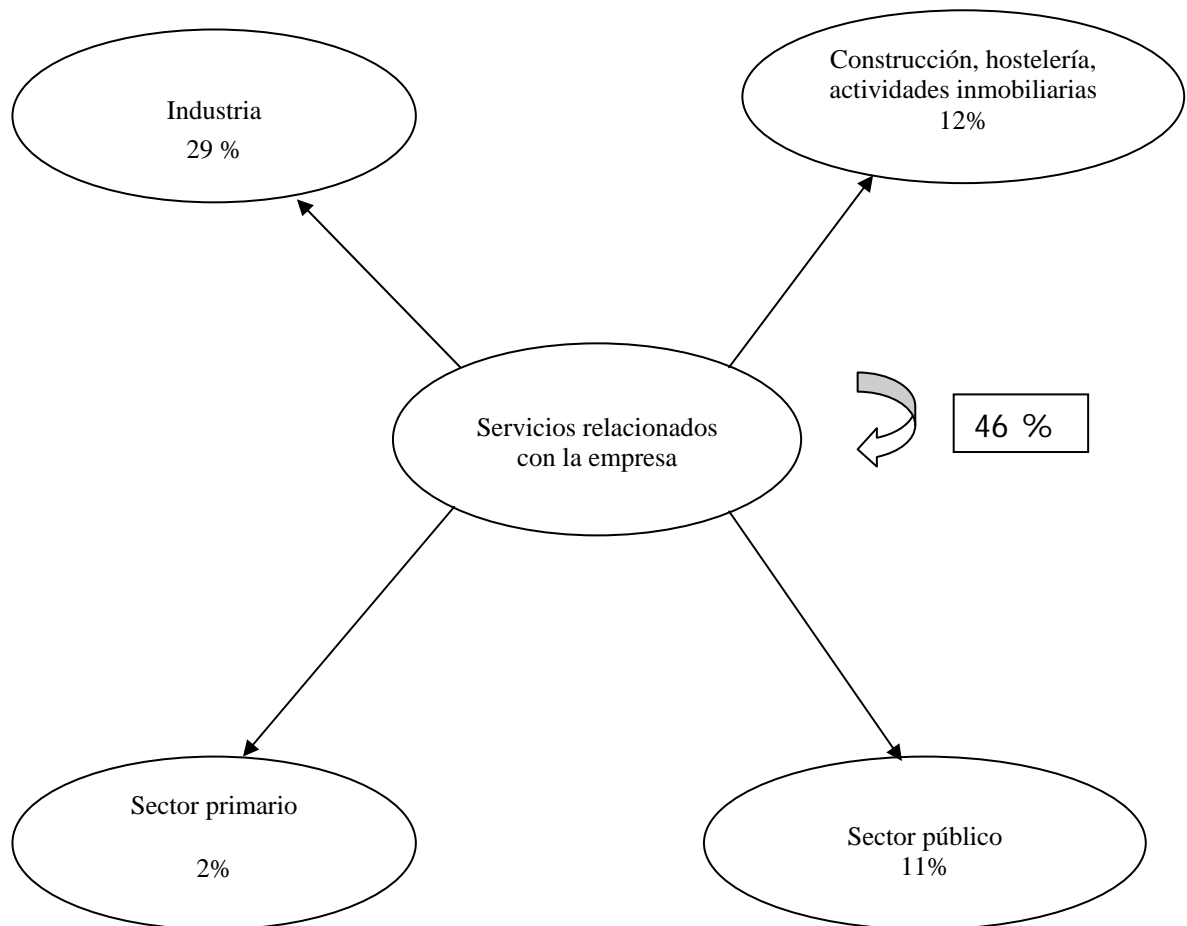 Industria
29 %
Construcción, hostelería,
actividades inmobiliarias
12%
Servicios relacionados
con la empresa
46 %
Sector primario
2%
Sector público
11%